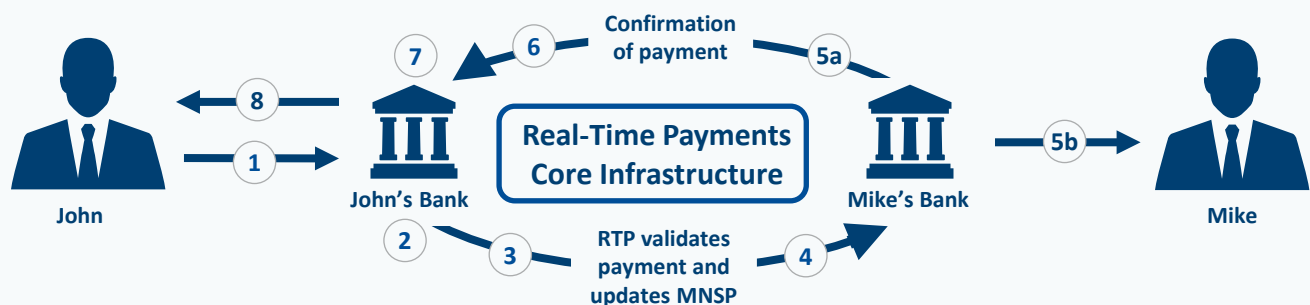 Confirmation
of payment
6
5a
7
8
1
Real-Time Payments
Core Infrastructure
5b
John
John's Bank
Mike's Bank
Mike
2
3
RTP validates
payment and
updates MNSP
4